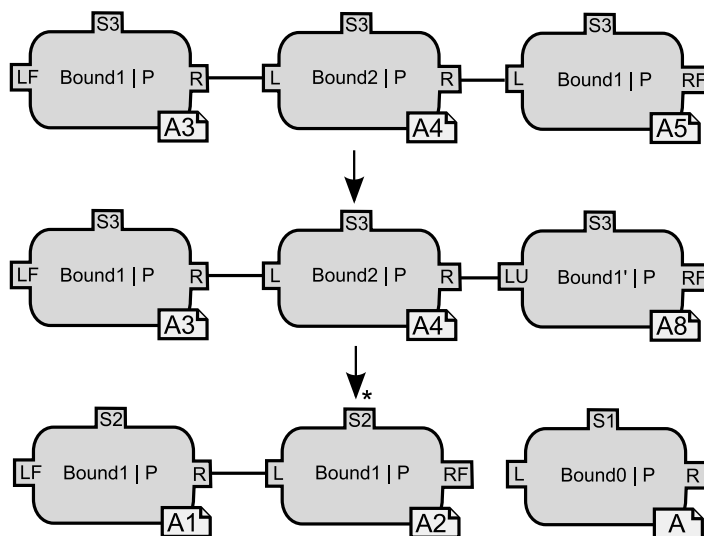 S3 S3 S3
LF Bound1 | P R L Bound2 | P R L Bound1 | P RF
A3 A4 A5
S3 S3 S3
LF Bound1 | P R L Bound2 | P R LU Bound1' | P RF
A3 A4 A8
*
S2 S2 S1
LF Bound1 | P R L Bound1 | P RF L Bound0 | P R
A1 A2 A